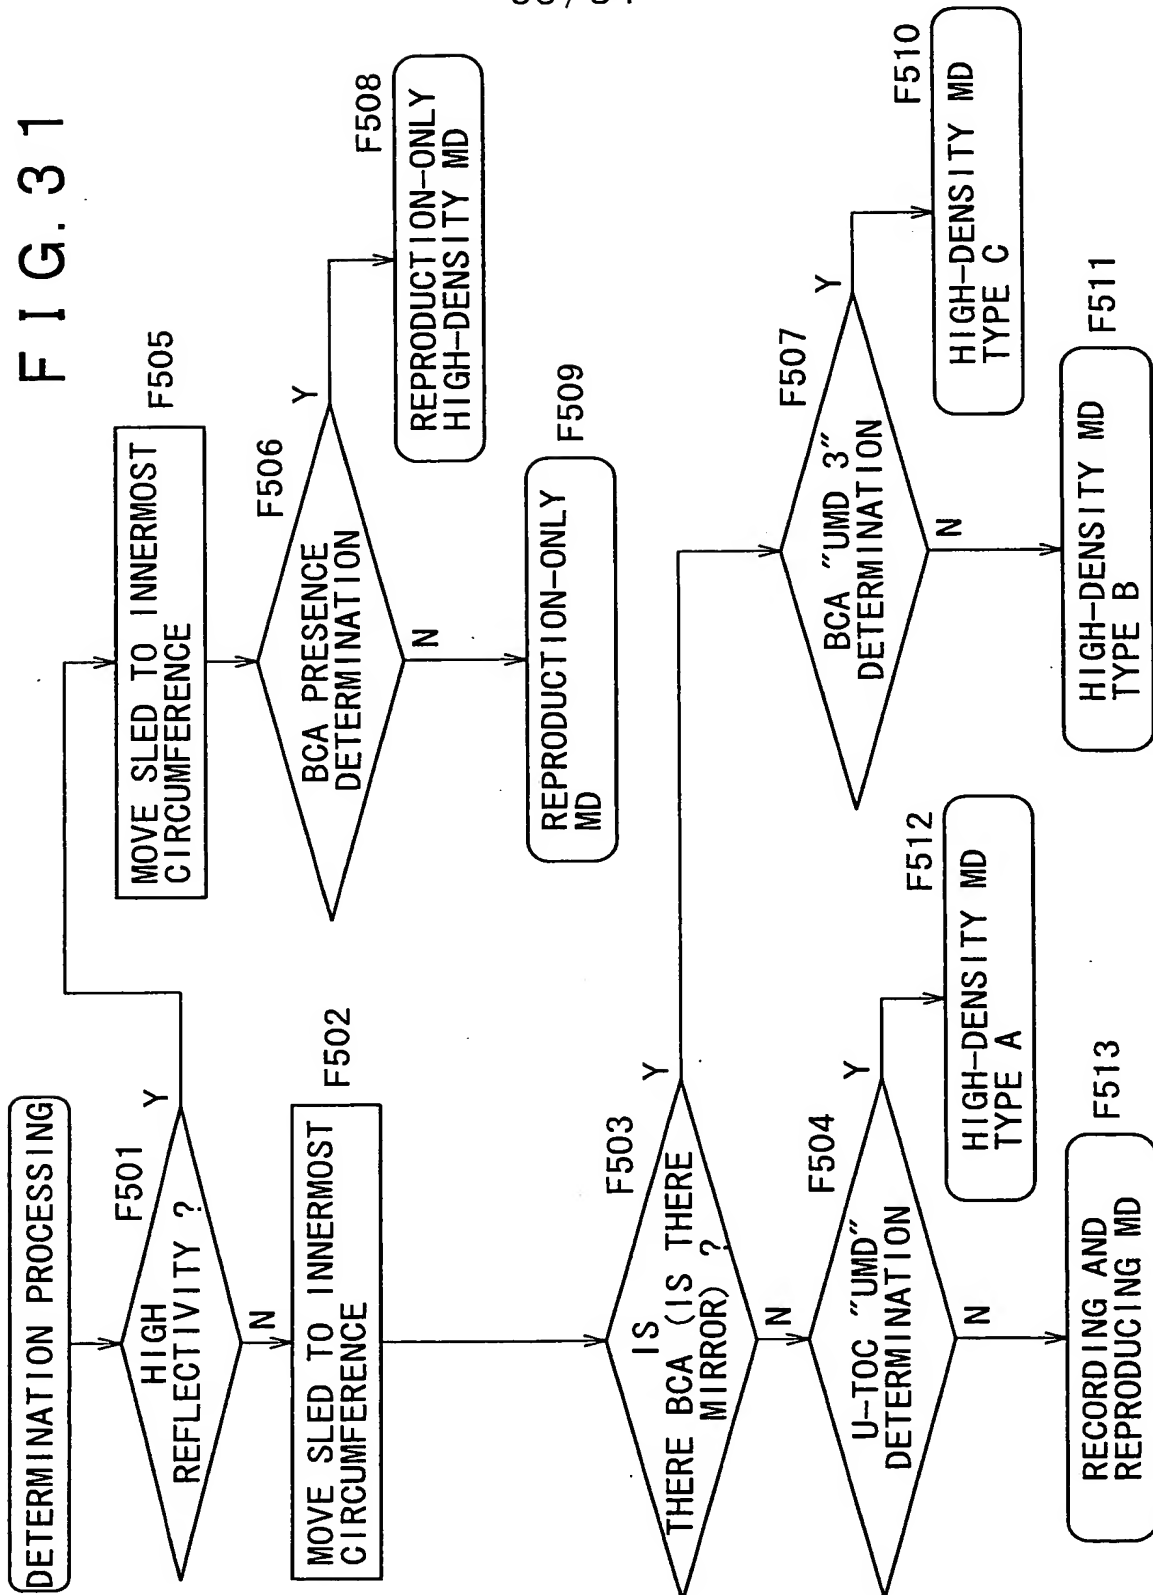 FIG. 31
DETERMINATION PROCESSING
F501
HIGH
REFLECTIVITY ?
Y
N
F502
MOVE SLED TO INNERMOST
CIRCUMFERENCE
F505
MOVE SLED TO INNERMOST
CIRCUMFERENCE
F506
BCA PRESENCE
DETERMINATION
Y
N
F508
REPRODUCTION-ONLY
HIGH-DENSITY MD
F509
REPRODUCTION-ONLY
MD
F503
IS
THERE BCA (IS THERE
MIRROR) ?
Y
N
F504
U-TOC "UMD"
DETERMINATION
Y
N
F512
HIGH-DENSITY MD
TYPE A
F513
RECORDING AND
REPRODUCING MD
F507
BCA "UMD 3"
DETERMINATION
Y
N
F510
HIGH-DENSITY MD
TYPE C
F511
HIGH-DENSITY MD
TYPE B